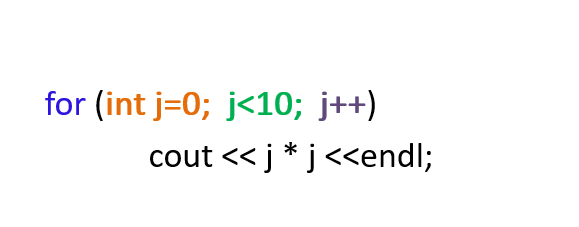 for (int j=0; j<10; j++)
cout << j * j <<endl;